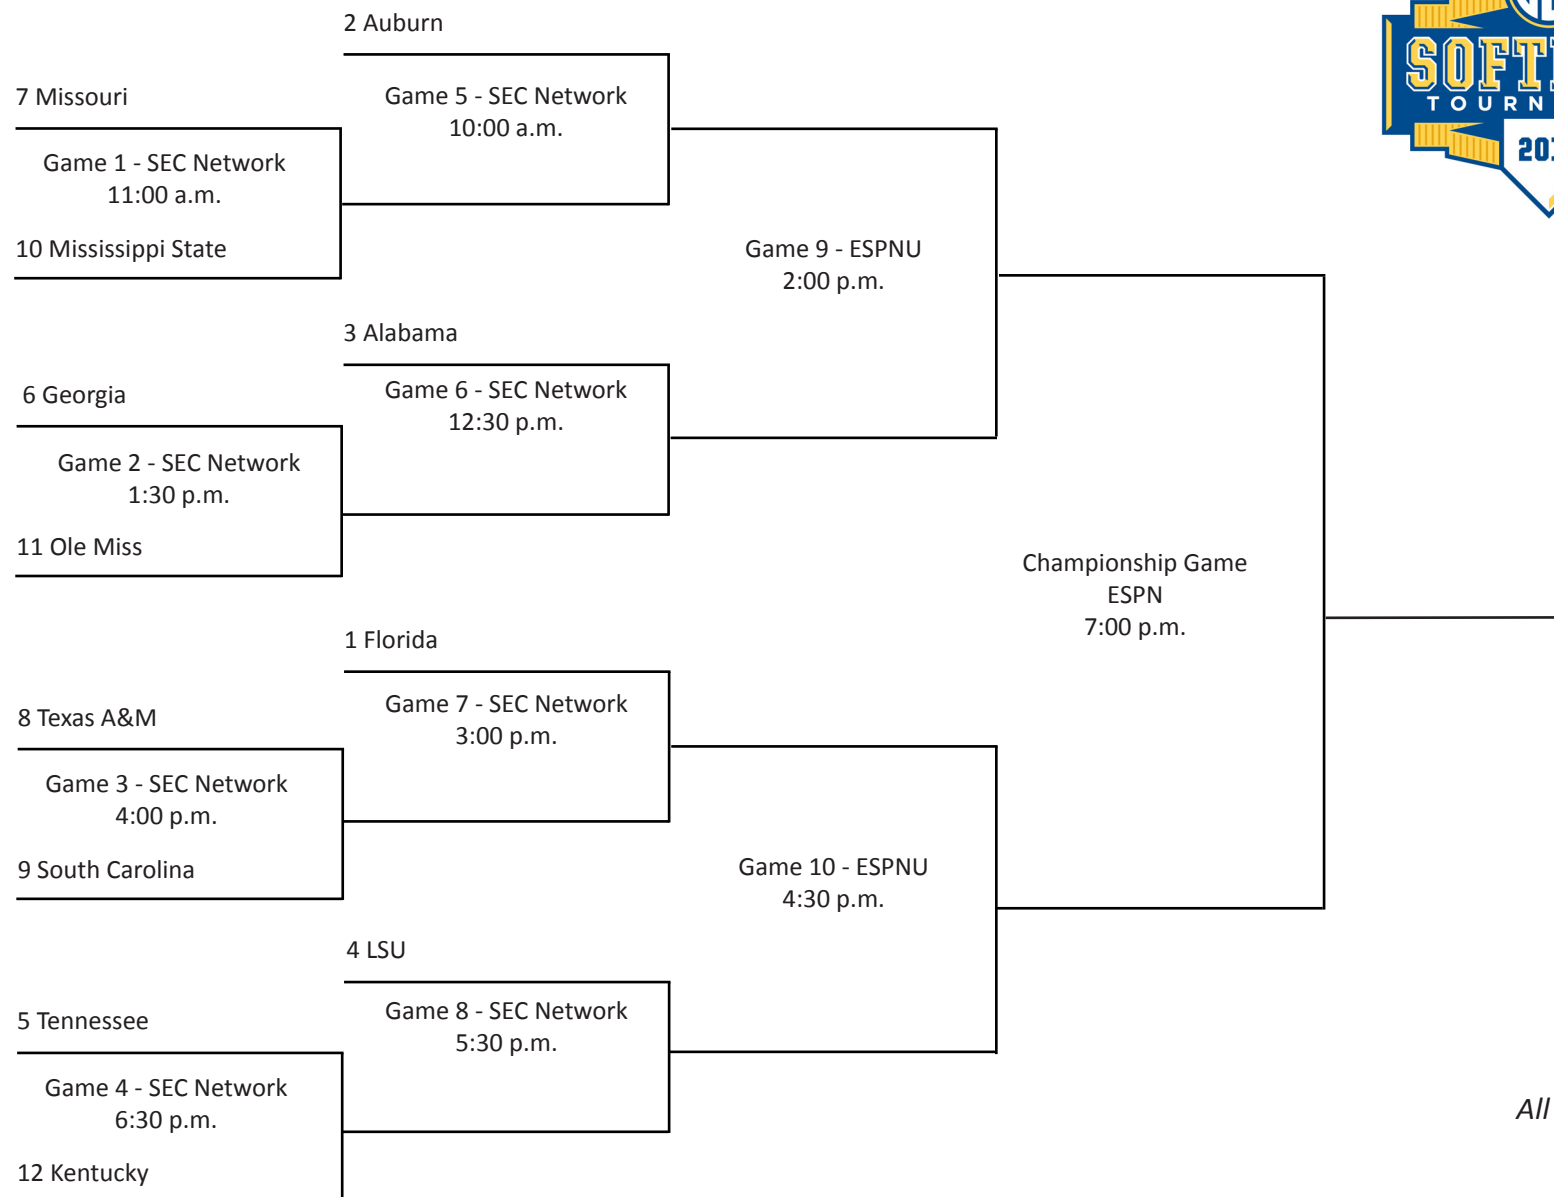 2 Auburn
7 Missouri
Game 5 - SEC Network
10:00 a.m.
Game 1 - SEC Network
11:00 a.m.
10 Mississippi State
Game 9 - ESPNU
2:00 p.m.
3 Alabama
6 Georgia
Game 6 - SEC Network
12:30 p.m.
Game 2 - SEC Network
1:30 p.m.
11 Ole Miss
Championship Game
ESPN
7:00 p.m.
1 Florida
8 Texas A&M
Game 7 - SEC Network
3:00 p.m.
Game 3 - SEC Network
4:00 p.m.
9 South Carolina
Game 10 - ESPNU
4:30 p.m.
4 LSU
5 Tennessee
Game 8 - SEC Network
5:30 p.m.
Game 4 - SEC Network
6:30 p.m.
12 Kentucky
SOFT
TOURN
20
All